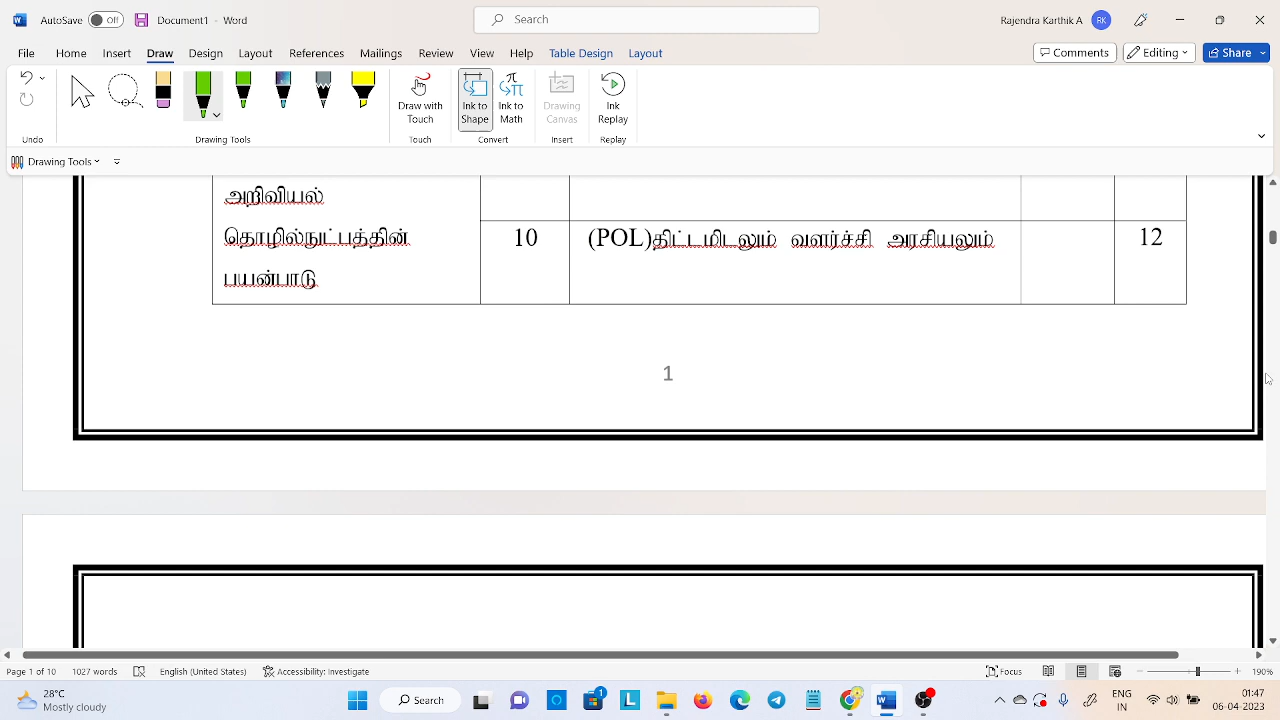 AutoSave Off Document1 - Word Search Rajendra Karthik A RK
File Home Insert Draw Design Layout References Mailings Review View Help Table Design Layout Comments Editing Share
Undo
Draw with Touch
Ink to Shape
Ink to Math
Drawing Canvas
Ink Replay
Undo Drawing Tools Touch Convert Insert Replay
Drawing Tools
அறிவியல்
தொழில்நுட்பத்தின் 10 (POL)திட்டமிடலும் வளர்ச்சி அரசியலும் 12
பயன்பாடு
1
Page 1 of 10 1027 words English (United States) Accessibility: Investigate Focus 190%
28°C
Mostly cloudy
Search
1
ENG
IN
01:47
06-04-2023